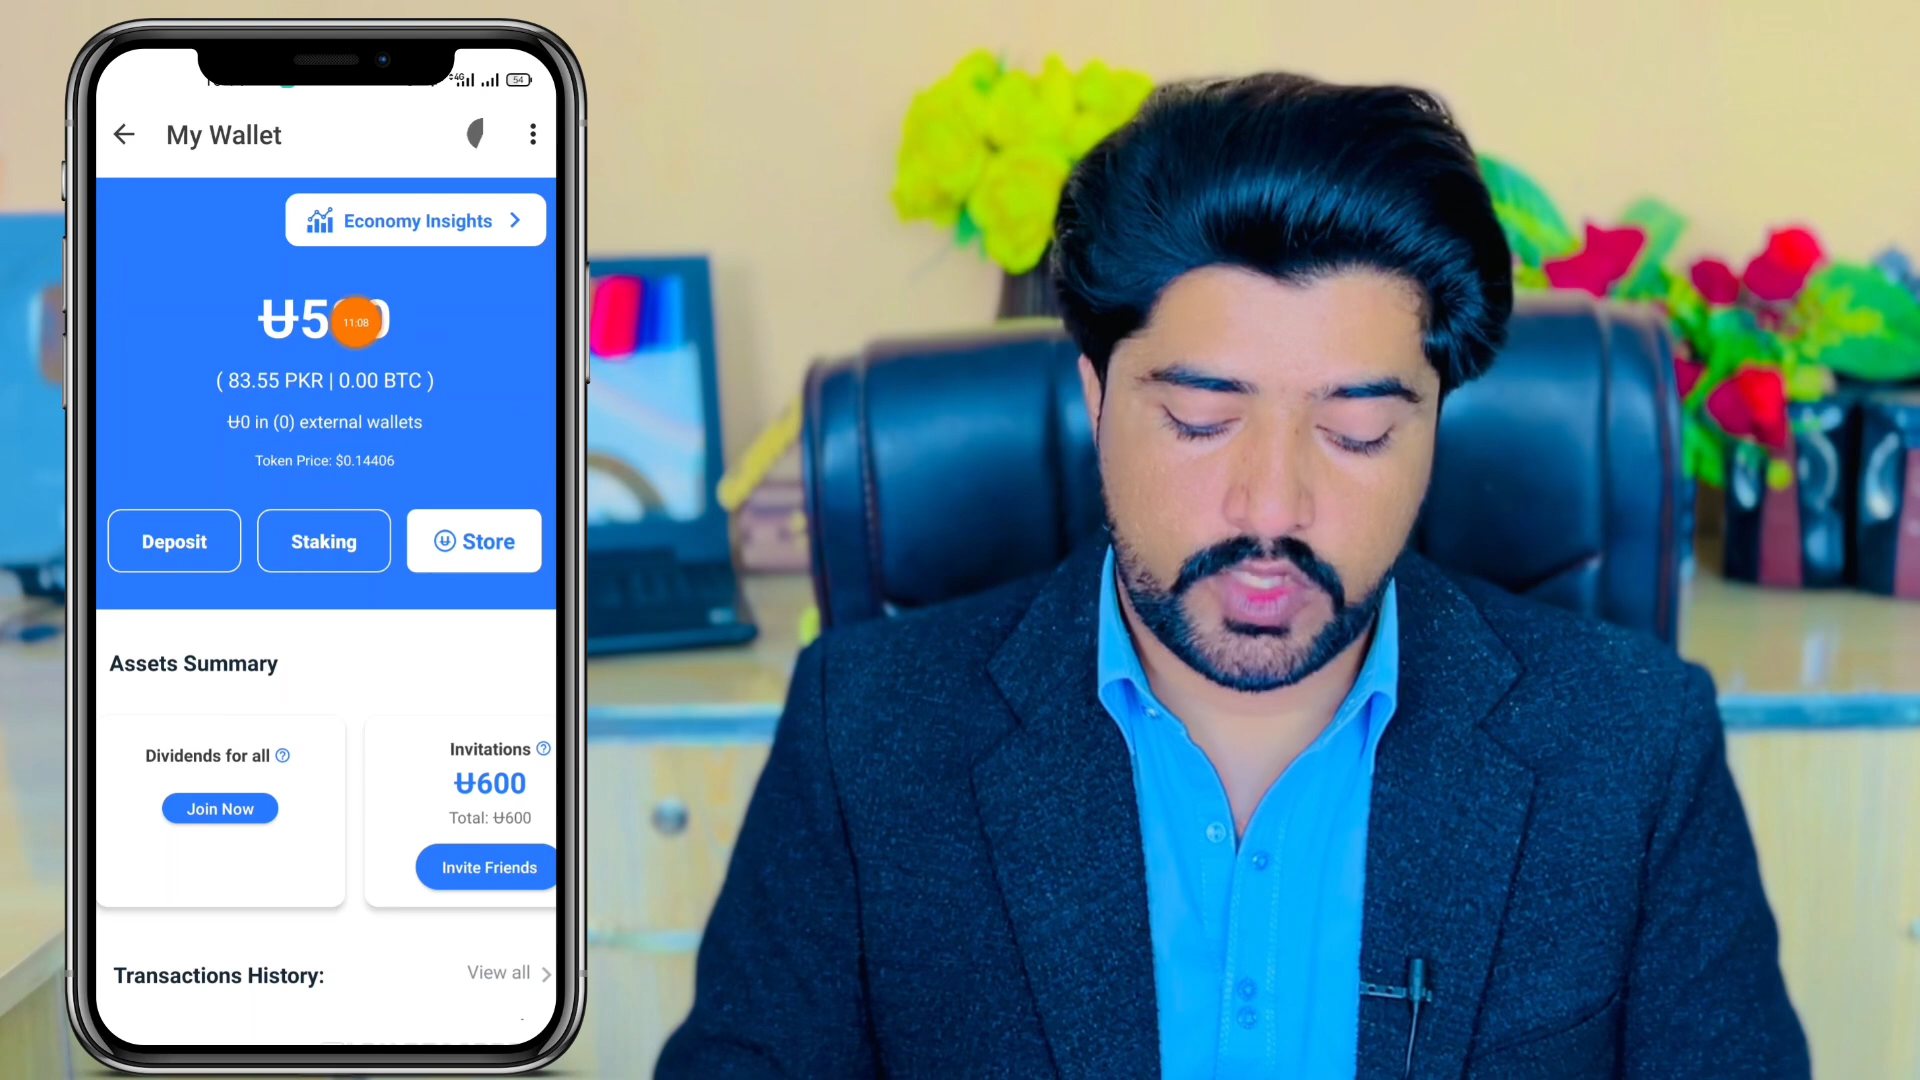 54
My Wallet
Economy Insights
11:08
( 83.55 PKR | 0.00 BTC )
Ʉ0 in (0) external wallets
Token Price: $0.14406
Deposit
Staking
Store
Assets Summary
Dividends for all
Join Now
Invitations
Ʉ600
Total: Ʉ600
Invite Friends
Transactions History:
View all